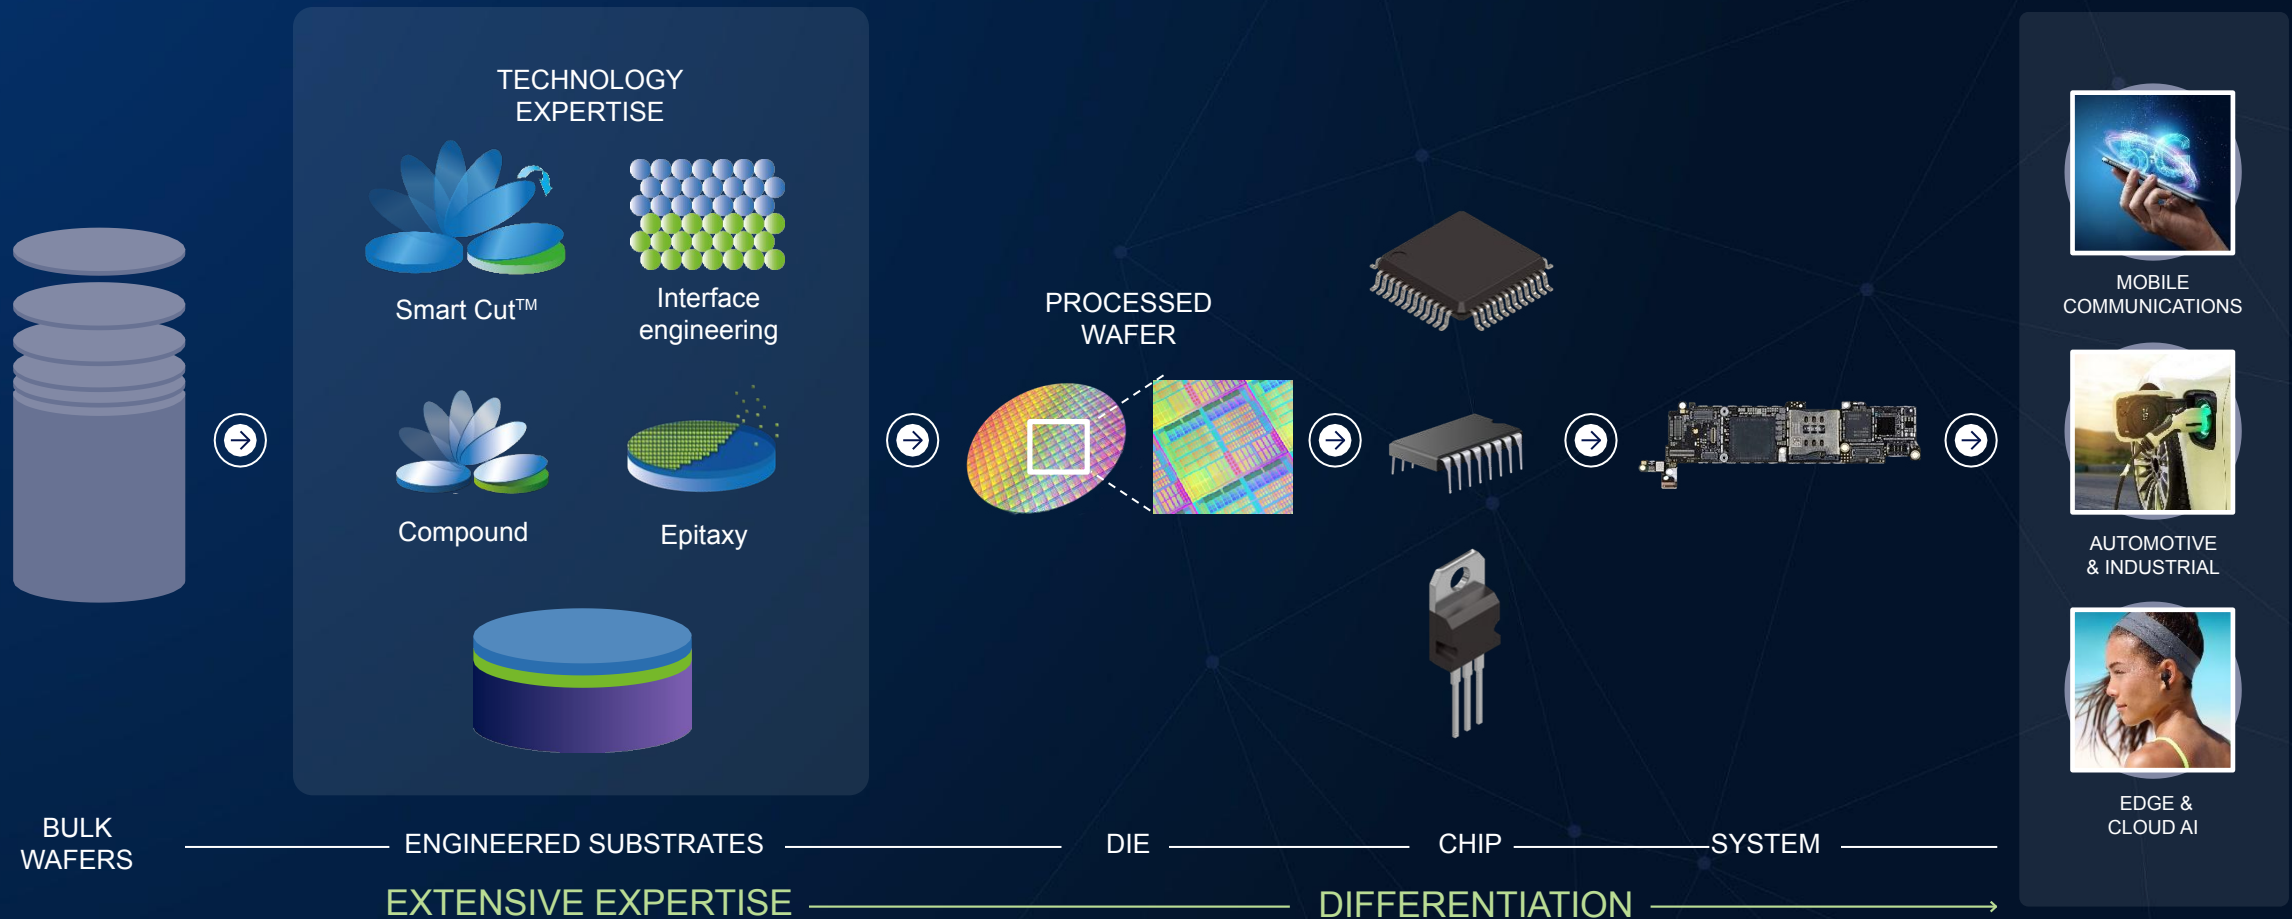 TECHNOLOGY
EXPERTISE
Smart Cut™
Interface
engineering
Compound
Epitaxy
PROCESSED
WAFER
5G
MOBILE
COMMUNICATIONS
AUTOMOTIVE
& INDUSTRIAL
EDGE &
CLOUD AI
BULK
WAFERS
ENGINEERED SUBSTRATES
DIE
CHIP
SYSTEM
EXTENSIVE EXPERTISE
DIFFERENTIATION